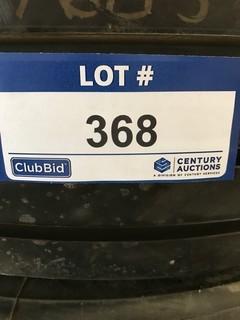 LOT #
368
ClubBid
CENTURY
AUCTIONS
A DIVISION OF CENTURY SERVICES